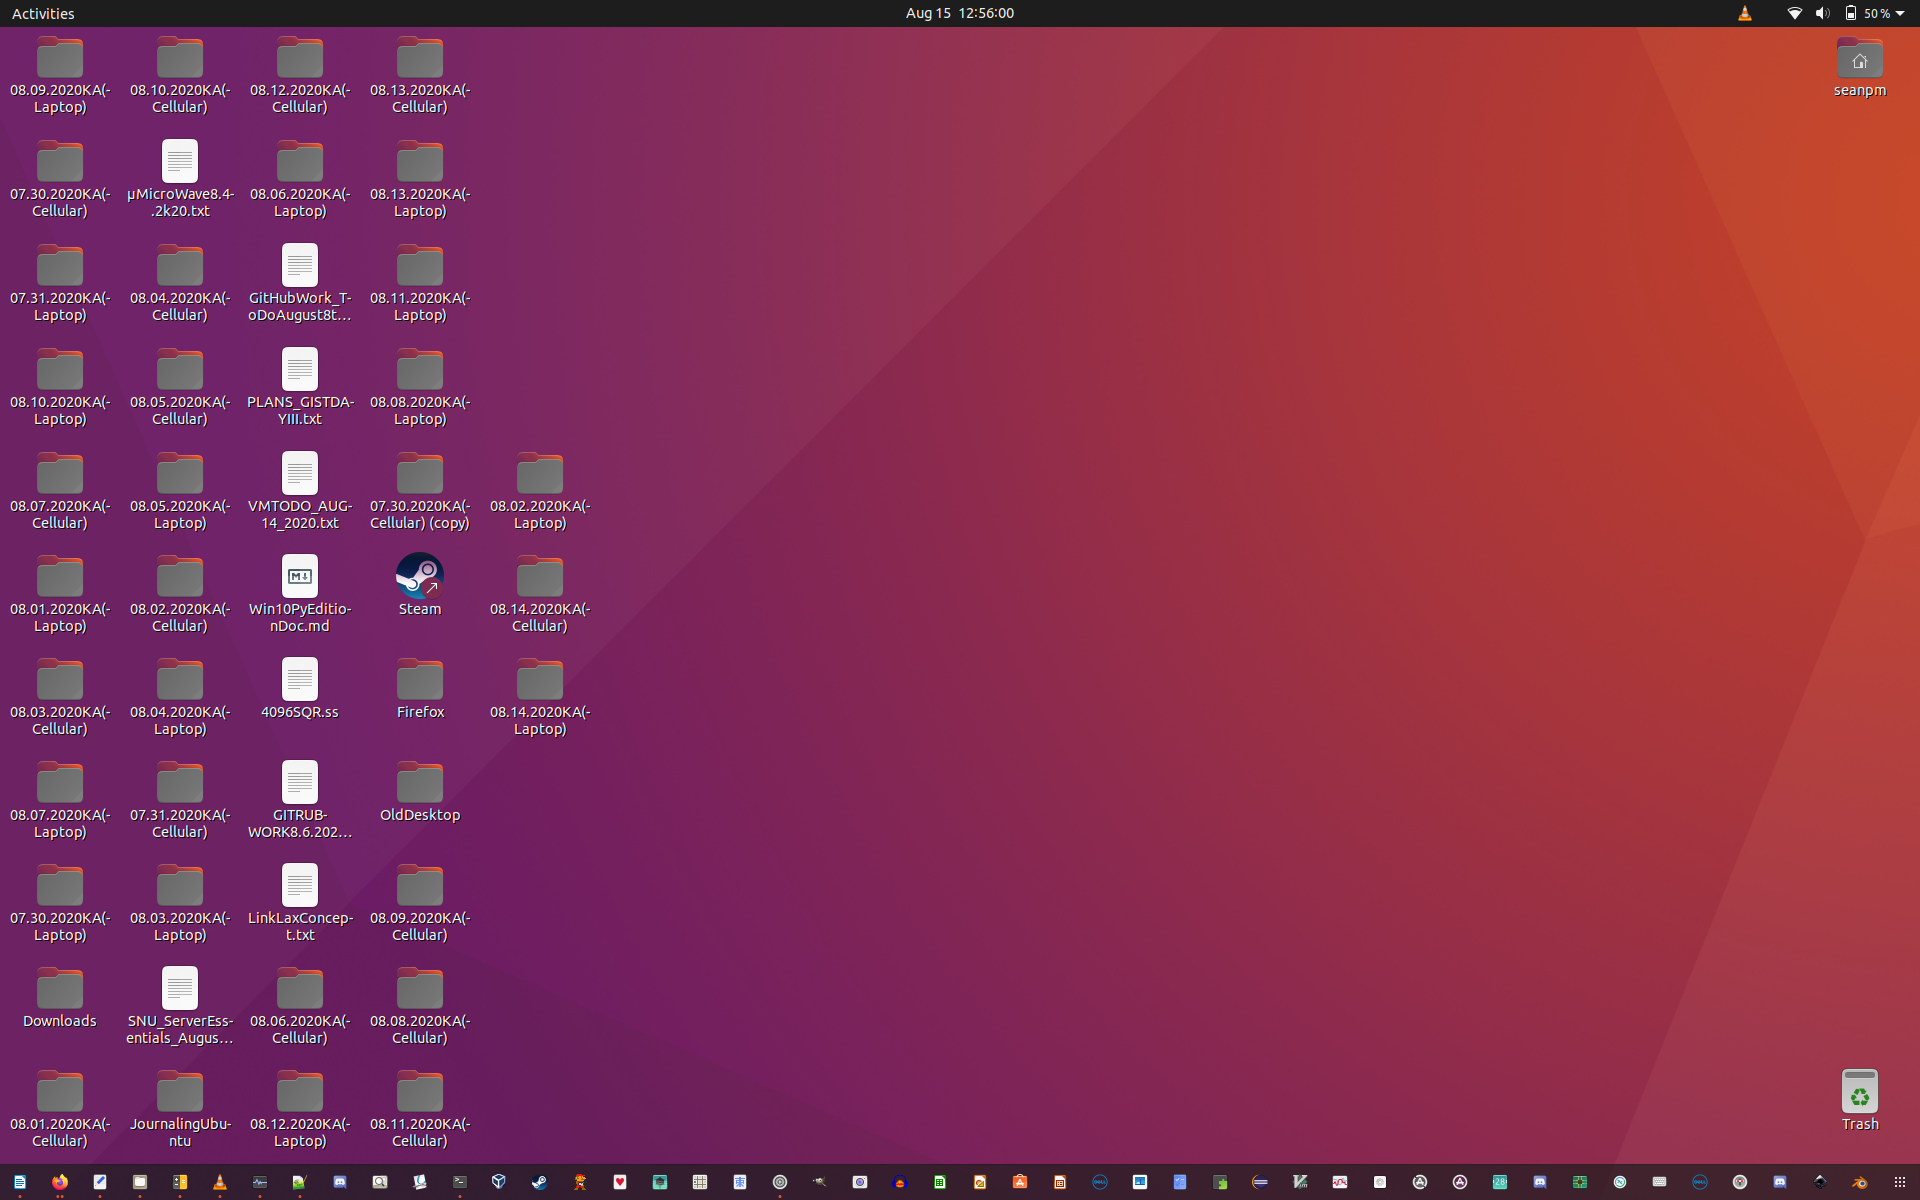 Activities
Aug 15 12:56:00
50 %
08.09.2020KA(-
Laptop)
08.10.2020KA(-
Cellular)
08.12.2020KA(-
Cellular)
08.13.2020KA(-
Cellular)
seanpm
07.30.2020KA(-
Cellular)
µMicroWave8.4-
.2k20.txt
08.06.2020KA(-
Laptop)
08.13.2020KA(-
Laptop)
07.31.2020KA(-
Laptop)
08.04.2020KA(-
Cellular)
GitHubWork_T-
oDoAugust8t...
08.11.2020KA(-
Laptop)
08.10.2020KA(-
Laptop)
08.05.2020KA(-
Cellular)
PLANS_GISTDA-
YIII.txt
08.08.2020KA(-
Laptop)
08.07.2020KA(-
Cellular)
08.05.2020KA(-
Laptop)
VMTODO_AUG-
14_2020.txt
07.30.2020KA(-
Cellular) (copy)
08.02.2020KA(-
Laptop)
08.01.2020KA(-
Laptop)
08.02.2020KA(-
Cellular)
Win10PyEditio-
nDoc.md
Steam
08.14.2020KA(-
Cellular)
08.03.2020KA(-
Cellular)
08.04.2020KA(-
Laptop)
4096SQR.ss
Firefox
08.14.2020KA(-
Laptop)
08.07.2020KA(-
Laptop)
07.31.2020KA(-
Cellular)
GITRUB-
WORK8.6.202...
OldDesktop
07.30.2020KA(-
Laptop)
08.03.2020KA(-
Laptop)
LinkLaxConcep-
t.txt
08.09.2020KA(-
Cellular)
Downloads
SNU_ServerEss-
entials_Augus...
08.06.2020KA(-
Cellular)
08.08.2020KA(-
Cellular)
08.01.2020KA(-
Cellular)
JournalingUbu-
ntu
08.12.2020KA(-
Laptop)
08.11.2020KA(-
Cellular)
Trash